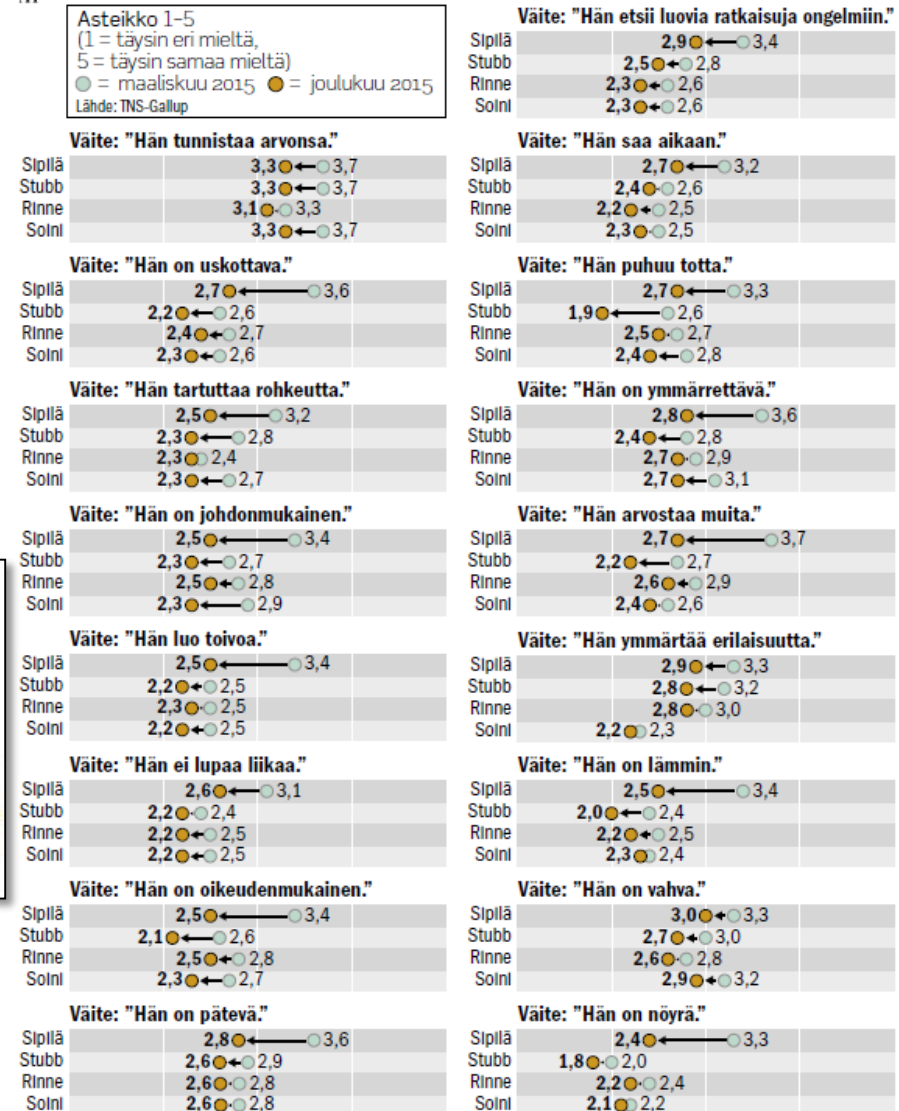 Asteikko 1–5
(1 = täysin eri mieltä,
5 = täysin samaa mieltä)
= maaliskuu 2015 = joulukuu 2015
Lähde: TNS-Gallup
Väite: ”Hän tunnistaa arvonsa.”
Sipilä 3,3 3,7
Stubb 3,3 3,7
Rinne 3,1 3,3
Soini 3,3 3,7
Väite: ”Hän on uskottava.”
Sipilä 2,7 3,6
Stubb 2,2 2,6
Rinne 2,4 2,7
Soini 2,3 2,6
Väite: ”Hän tartuttaa rohkeutta.”
Sipilä 2,5 3,2
Stubb 2,3 2,8
Rinne 2,3 2,4
Soini 2,3 2,7
Väite: ”Hän on johdonmukainen.”
Sipilä 2,5 3,4
Stubb 2,3 2,7
Rinne 2,5 2,8
Soini 2,3 2,9
Väite: ”Hän luo toivoa.”
Sipilä 2,5 3,4
Stubb 2,2 2,5
Rinne 2,3 2,5
Soini 2,2 2,5
Väite: ”Hän ei lupaa liikaa.”
Sipilä 2,6 3,1
Stubb 2,2 2,4
Rinne 2,2 2,5
Soini 2,2 2,5
Väite: ”Hän on oikeudenmukainen.”
Sipilä 2,5 3,4
Stubb 2,1 2,6
Rinne 2,5 2,8
Soini 2,3 2,7
Väite: ”Hän on pätevä.”
Sipilä 2,8 3,6
Stubb 2,6 2,9
Rinne 2,6 2,8
Soini 2,6 2,8
Väite: ”Hän etsii luovia ratkaisuja ongelmiin.”
Sipilä 2,9 3,4
Stubb 2,5 2,8
Rinne 2,3 2,6
Soini 2,3 2,6
Väite: ”Hän saa aikaan.”
Sipilä 2,7 3,2
Stubb 2,4 2,6
Rinne 2,2 2,5
Soini 2,3 2,5
Väite: ”Hän puhuu totta.”
Sipilä 2,7 3,3
Stubb 1,9 2,6
Rinne 2,5 2,7
Soini 2,4 2,8
Väite: ”Hän on ymmärrettävä.”
Sipilä 2,8 3,6
Stubb 2,4 2,8
Rinne 2,7 2,9
Soini 2,7 3,1
Väite: ”Hän arvostaa muita.”
Sipilä 2,7 3,7
Stubb 2,2 2,7
Rinne 2,6 2,9
Soini 2,4 2,6
Väite: ”Hän ymmärtää erilaisuutta.”
Sipilä 2,9 3,3
Stubb 2,8 3,2
Rinne 2,8 3,0
Soini 2,2 2,3
Väite: ”Hän on lämmin.”
Sipilä 2,5 3,4
Stubb 2,0 2,4
Rinne 2,2 2,5
Soini 2,3 2,4
Väite: ”Hän on vahva.”
Sipilä 3,0 3,3
Stubb 2,7 3,0
Rinne 2,6 2,8
Soini 2,9 3,2
Väite: ”Hän on nöyrä.”
Sipilä 2,4 3,3
Stubb 1,8 2,0
Rinne 2,2 2,4
Soini 2,1 2,2